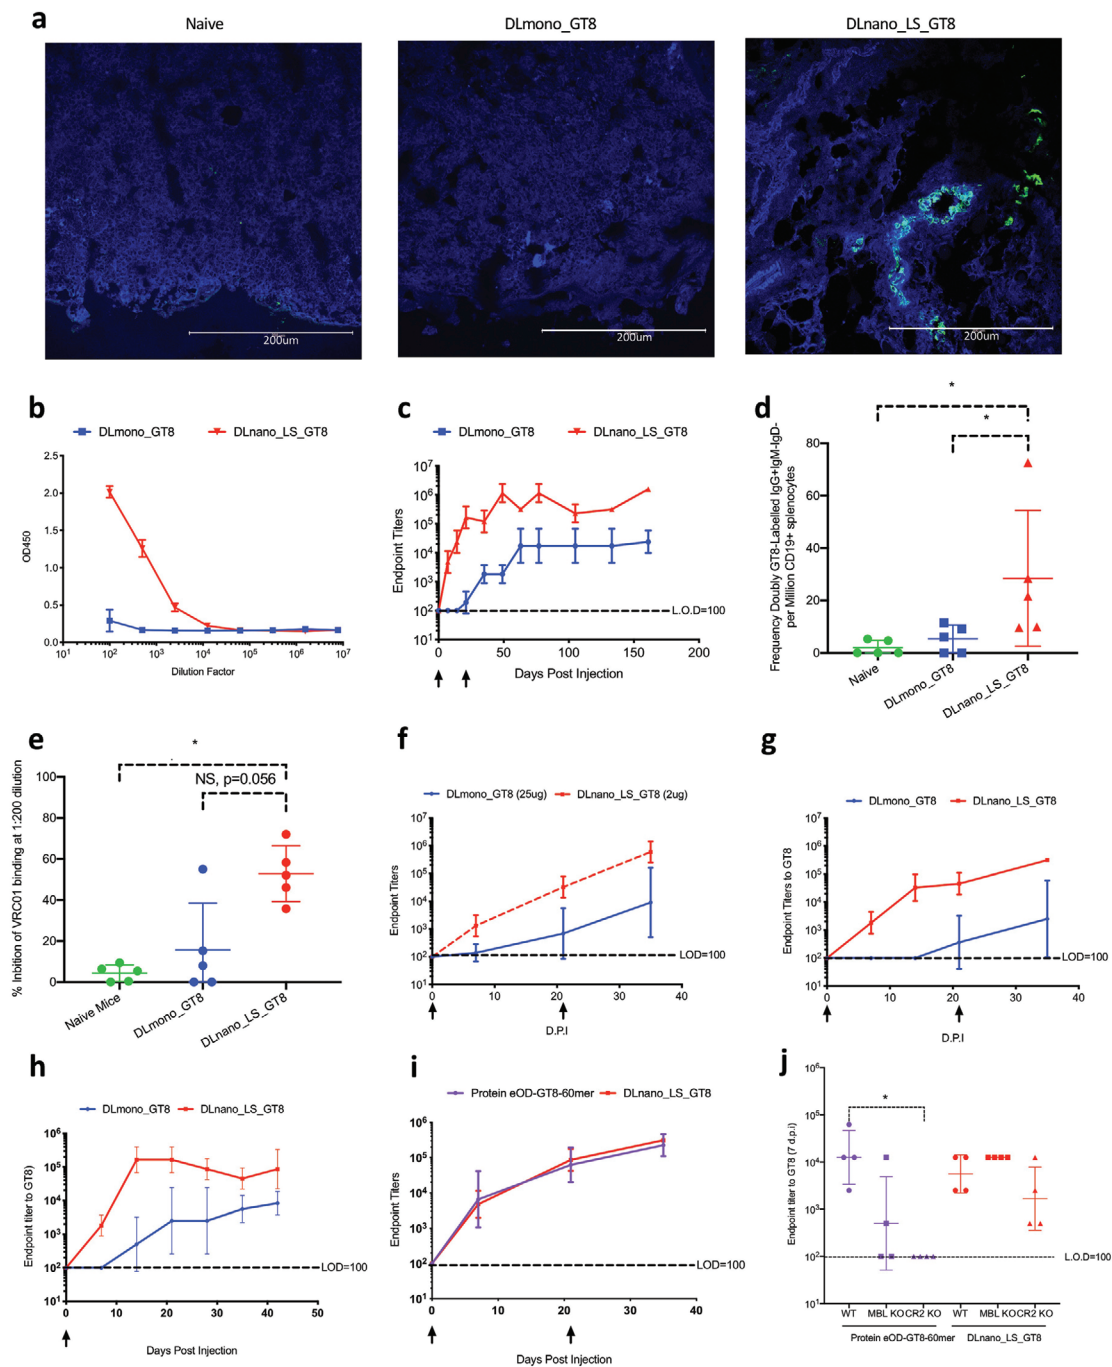 a
Naive
DLmono_GT8
DLnano_LS_GT8
200um
200um
200um
b
DLmono_GT8
DLnano_LS_GT8
2.5
2.0
1.5
1.0
0.5
0.0
OD450
10¹
10²
10³
10⁴
10⁵
10⁶
10⁷
Dilution Factor
c
DLmono_GT8
DLnano_LS_GT8
10⁷
10⁶
10⁵
10⁴
10³
10²
10¹
Endpoint Titers
L.O.D=100
0
50
100
150
200
Days Post Injection
d
*
*
80
60
40
20
0
Frequency Doubly GT8-Labelled IgG+IgM-IgD-
per Million CD19+ splenocytes
Naive
DLmono_GT8
DLnano_LS_GT8
e
*
NS, p=0.056
100
80
60
40
20
0
% Inbition of VRC01 binding at 1:200 dilution
Naive Mice
DLmono_GT8
DLnano_LS_GT8
f
DLmono_GT8 (25ug)
DLnano_LS_GT8 (2ug)
10⁷
10⁶
10⁵
10⁴
10³
10²
10¹
Endpoint Titers
LOD=100
0
10
20
30
40
D.P.I
g
DLmono_GT8
DLnano_LS_GT8
10⁷
10⁶
10⁵
10⁴
10³
10²
10¹
Endpoint Titers to GT8
LOD=100
0
10
20
30
40
D.P.I
h
DLmono_GT8
DLnano_LS_GT8
10⁶
10⁵
10⁴
10³
10²
10¹
Endpoint titer to GT8)
LOD=100
0
10
20
30
40
50
Days Post Injection
i
Protein eOD-GT8-60mer
DLnano_LS_GT8
10⁶
10⁵
10⁴
10³
10²
10¹
Endpoint Titers
LOD=100
0
10
20
30
40
Days Post Injection
j
*
10⁶
10⁵
10⁴
10³
10²
10¹
Endpoint titer to GT8 (7 d.p.i)
L.O.D=100
WT
MBL KO
CR2 KO
WT
MBL KO
CR2 KO
Protein eOD-GT8-60mer
DLnano_LS_GT8